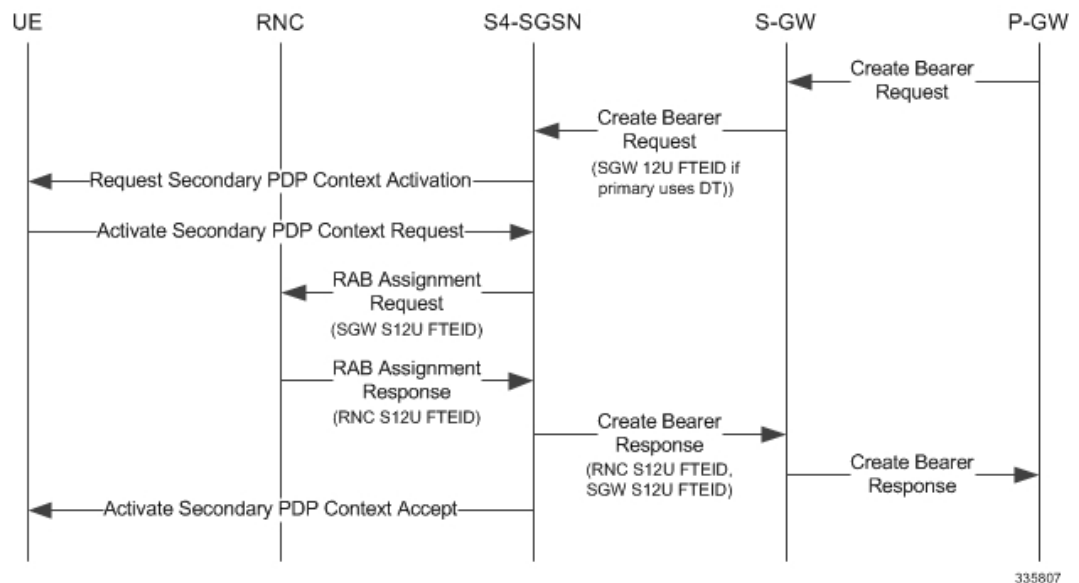 UE RNC S4-SGSN S-GW P-GW
Create Bearer
Request
Create Bearer
Request
(SGW 12U FTEID if
primary uses DT))
Request Secondary PDP Context Activation
Activate Secondary PDP Context Request
RAB Assignment
Request
(SGW S12U FTEID)
RAB Assignment
Response
(RNC S12U FTEID)
Create Bearer
Response
(RNC S12U FTEID,
SGW S12U FTEID)
Create Bearer
Response
Activate Secondary PDP Context Accept
335807